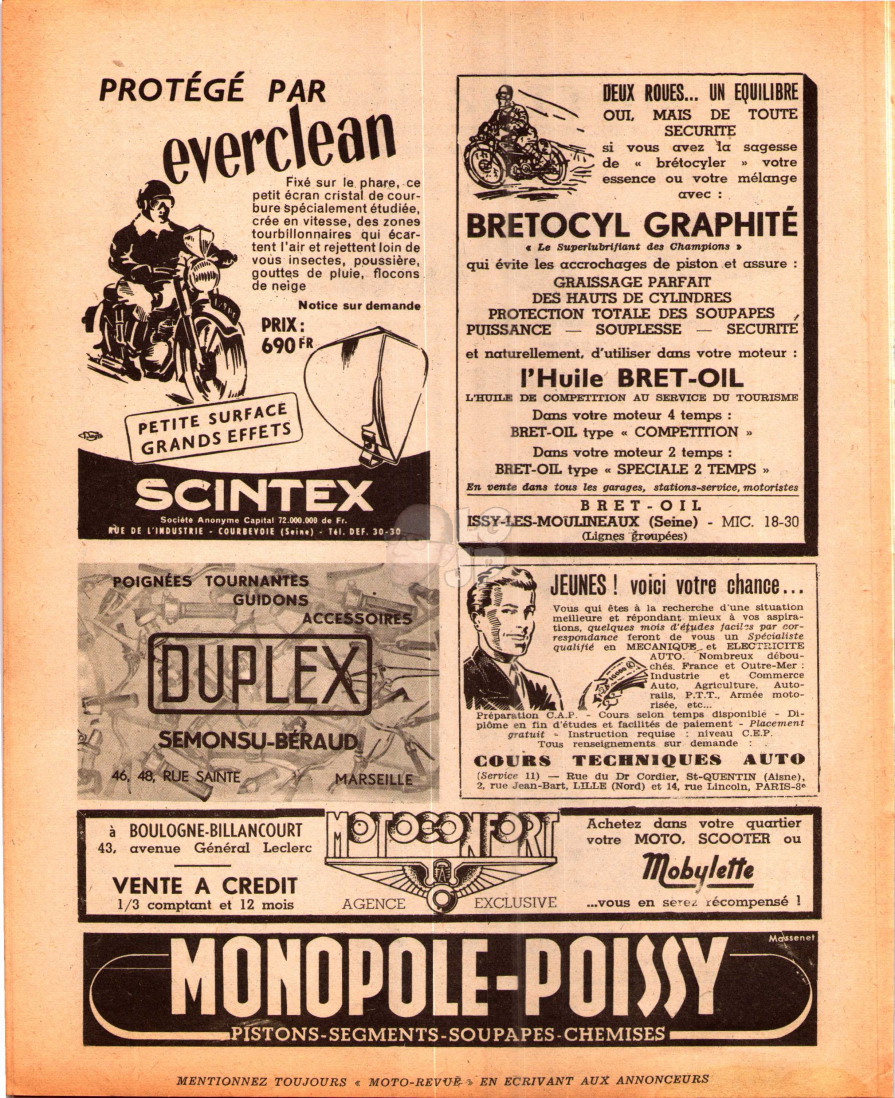 PROTÉGÉ PAR
everclean
Fixé sur le phare, ce
petit écran cristal de cour-
bure spécialement étudiée,
crée en vitesse, des zones
tourbillonnaires qui écar-
tent l'air et rejettent loin de
vous insectes, poussière,
gouttes de pluie, flocons
de neige
Notice sur demande
PRIX :
690 FR
PETITE SURFACE
GRANDS EFFETS
SCINTEX
Société Anonyme Capital 72.000.000 de Fr.
RUE DE L'INDUSTRIE - COURBEVOIE (Seine) - Tél. DEF. 30-30
DEUX ROUES... UN EQUILIBRE
OUI, MAIS DE TOUTE
SECURITE
si vous avez la sagesse
de « brétocyler » votre
essence ou votre mélange
avec :
BRETOCYL GRAPHITÉ
« Le Superlubrifiant des Champions »
qui évite les accrochages de piston et assure :
GRAISSAGE PARFAIT
DES HAUTS DE CYLINDRES
PROTECTION TOTALE DES SOUPAPES
PUISSANCE — SOUPLESSE — SECURITÉ
et naturellement, d'utiliser dans votre moteur :
l'Huile BRET-OIL
L'HUILE DE COMPETITION AU SERVICE DU TOURISME
Dans votre moteur 4 temps :
BRET-OIL type « COMPETITION »
Dans votre moteur 2 temps :
BRET-OIL type « SPECIALE 2 TEMPS »
En vente dans tous les garages, stations-service, motoristes
BRET-OIL
ISSY-LES-MOULINEAUX (Seine) - MIC. 18-30
(Lignes groupées)
POIGNÉES TOURNANTES
GUIDONS
ACCESSOIRES
DUPLEX
SEMONSU-BÉRAUD
46, 48, RUE SAINTE MARSEILLE
JEUNES ! voici votre chance...
Vous qui êtes à la recherche d'une situation
meilleure et répondant mieux à vos aspira-
tions, quelques mois d'études faciles par cor-
respondance feront de vous un Spécialiste
qualifié en MECANIQUE et ELECTRICITE
AUTO. Nombreux débou-
chés, France et Outre-Mer :
Industrie et Commerce
Auto, Agriculture, Auto-
rails, P.T.T., Armée moto-
risée, etc...
Préparation C.A.P. - Cours selon temps disponible - Di-
plôme en fin d'études et facilités de paiement - Placement
gratuit - Instruction requise : niveau C.E.P.
Tous renseignements sur demande :
COURS TECHNIQUES AUTO
(Service 11) — Rue du Dr Cordier, St-QUENTIN (Aisne),
2, rue Jean-Bart, LILLE (Nord) et 14, rue Lincoln, PARIS-8e
à BOULOGNE-BILLANCOURT
43, avenue Général Leclerc
VENTE A CREDIT
1/3 comptant et 12 mois
MOTOCONFORT
AGENCE EXCLUSIVE
Achetez dans votre quartier
votre MOTO, SCOOTER ou
Mobylette
...vous en serez récompensé !
Massenet
MONOPOLE-POISSY
PISTONS-SEGMENTS-SOUPAPES-CHEMISES
MENTIONNEZ TOUJOURS « MOTO-REVUE » EN ECRIVANT AUX ANNONCEURS